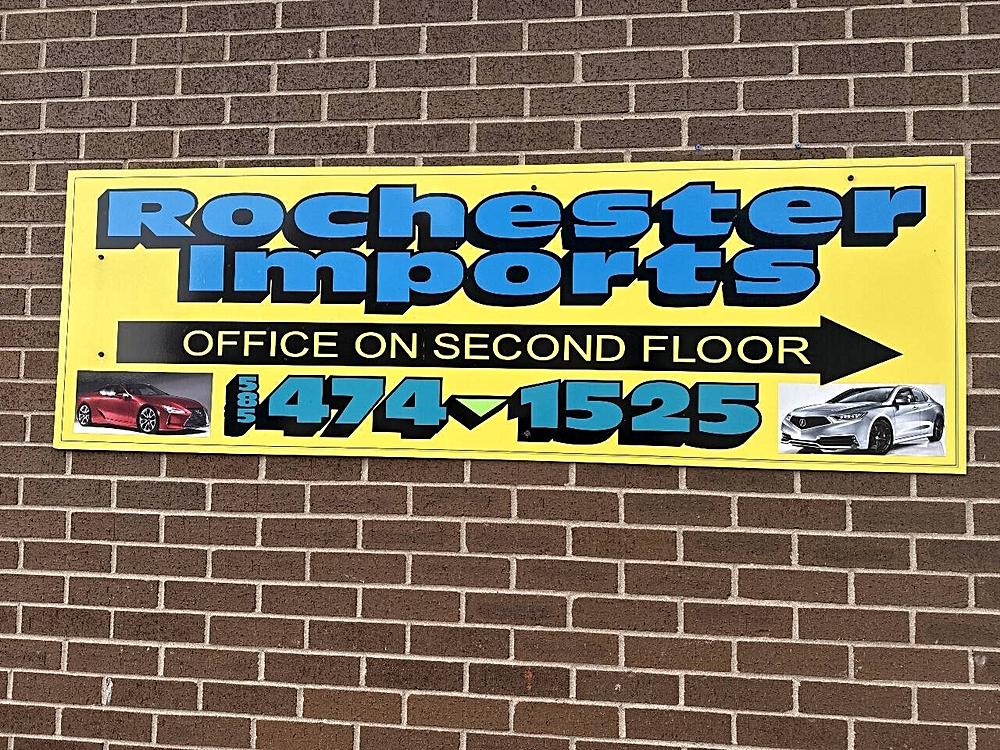 Rochester
Imports
OFFICE ON SECOND FLOOR
585 474 1525